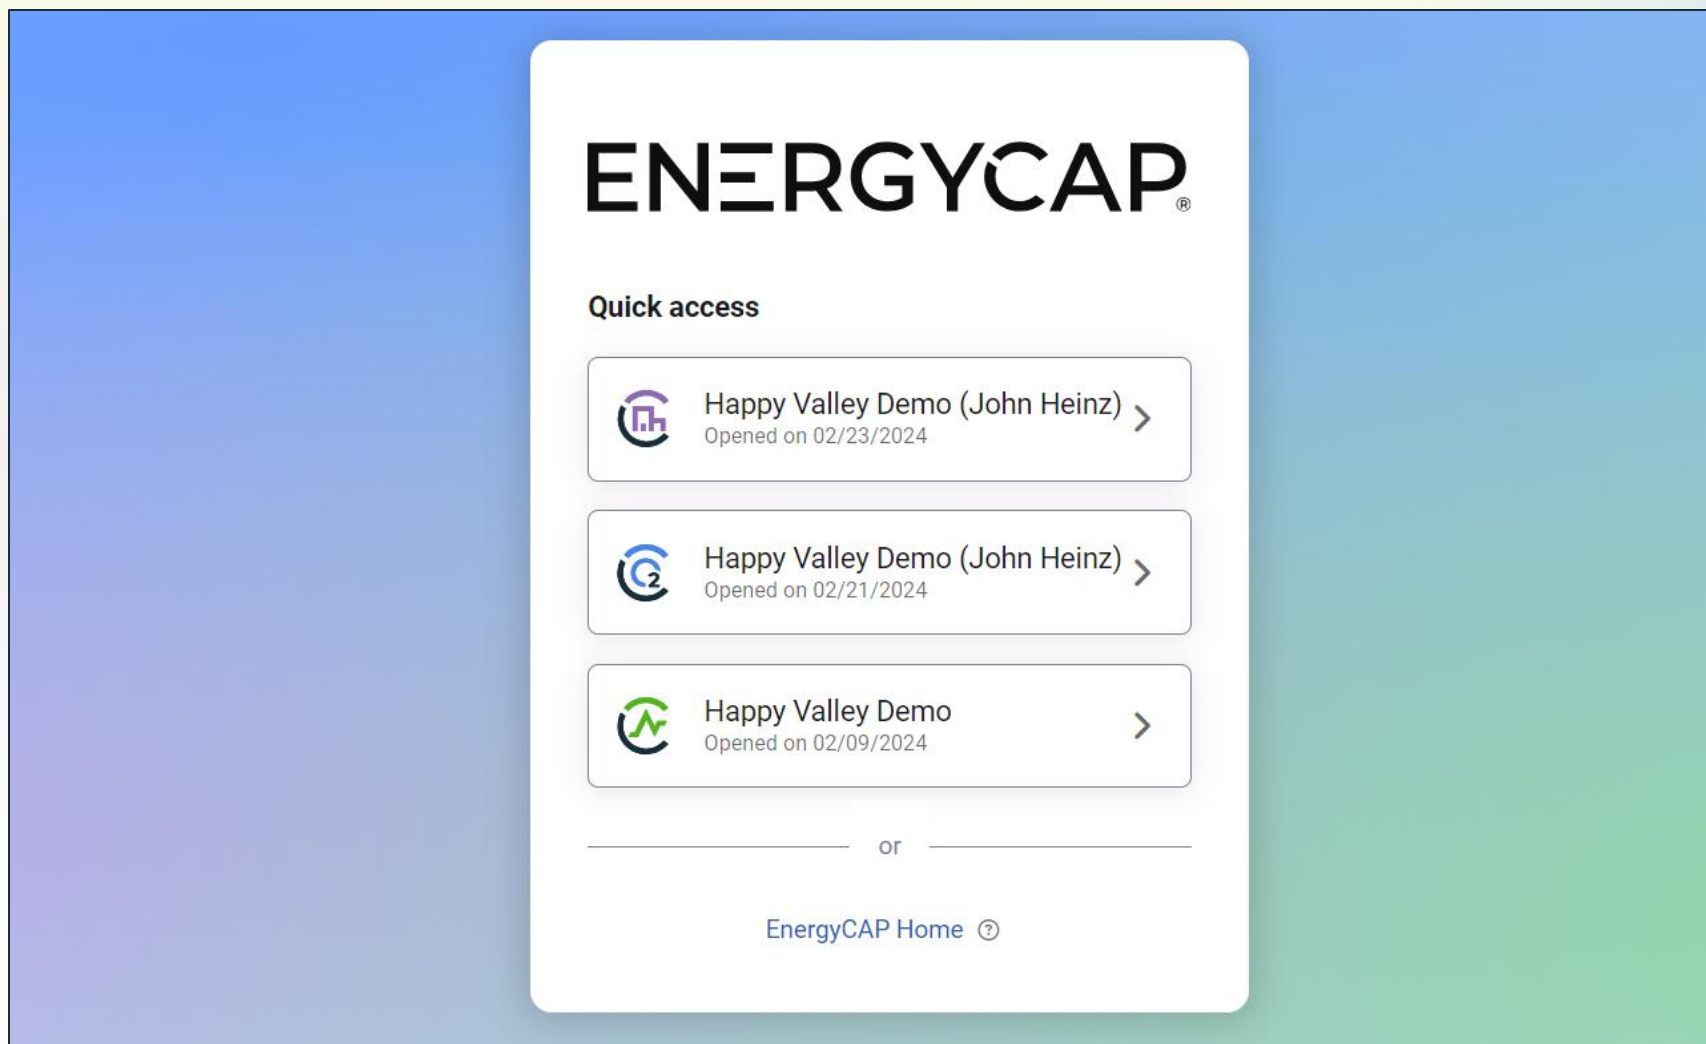 ENERGYCAP®
Quick access
Happy Valley Demo (John Heinz)
Opened on 02/23/2024
2
Happy Valley Demo (John Heinz)
Opened on 02/21/2024
Happy Valley Demo
Opened on 02/09/2024
or
EnergyCAP Home ?